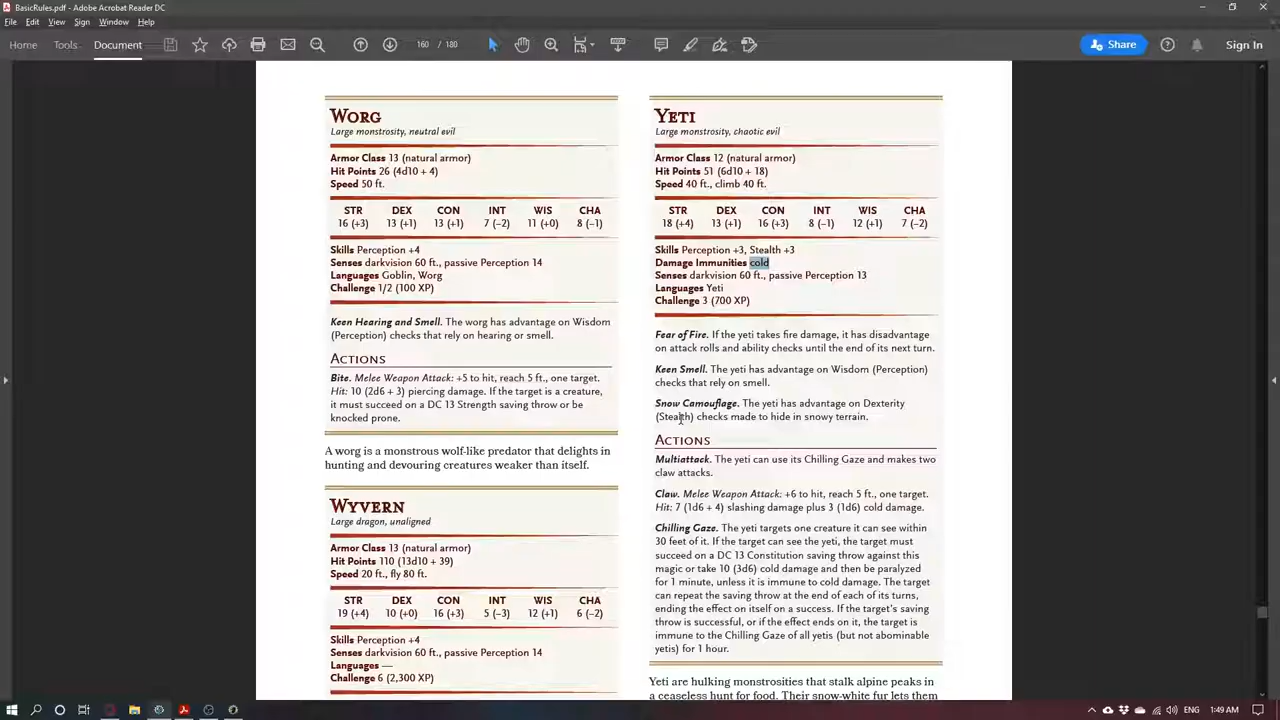 BasicRules.pdf - Adobe Acrobat Reader DC
File Edit View Window Help
Home Tools Document 160 / 180 Share Sign In
WORG
Large monstrosity, neutral evil
Armor Class 13 (natural armor)
Hit Points 26 (4d10 + 4)
Speed 50 ft.
STR DEX CON INT WIS CHA
16 (+3) 13 (+1) 13 (+1) 7 (−2) 11 (+0) 8 (−1)
Skills Perception +4
Senses darkvision 60 ft., passive Perception 14
Languages Goblin, Worg
Challenge 1/2 (100 XP)
Keen Hearing and Smell. The worg has advantage on Wisdom
(Perception) checks that rely on hearing or smell.
ACTIONS
Bite. Melee Weapon Attack: +5 to hit, reach 5 ft., one target.
Hit: 10 (2d6 + 3) piercing damage. If the target is a creature,
it must succeed on a DC 13 Strength saving throw or be
knocked prone.
A worg is a monstrous wolf-like predator that delights in
hunting and devouring creatures weaker than itself.
WYVERN
Large dragon, unaligned
Armor Class 13 (natural armor)
Hit Points 110 (13d10 + 39)
Speed 20 ft., fly 80 ft.
STR DEX CON INT WIS CHA
19 (+4) 10 (+0) 16 (+3) 5 (−3) 12 (+1) 6 (−2)
Skills Perception +4
Senses darkvision 60 ft., passive Perception 14
Languages —
Challenge 6 (2,300 XP)
YETI
Large monstrosity, chaotic evil
Armor Class 12 (natural armor)
Hit Points 51 (6d10 + 18)
Speed 40 ft., climb 40 ft.
STR DEX CON INT WIS CHA
18 (+4) 13 (+1) 16 (+3) 8 (−1) 12 (+1) 7 (−2)
Skills Perception +3, Stealth +3
Damage Immunities cold
Senses darkvision 60 ft., passive Perception 13
Languages Yeti
Challenge 3 (700 XP)
Fear of Fire. If the yeti takes fire damage, it has disadvantage
on attack rolls and ability checks until the end of its next turn.
Keen Smell. The yeti has advantage on Wisdom (Perception)
checks that rely on smell.
Snow Camouflage. The yeti has advantage on Dexterity
(Stealth) checks made to hide in snowy terrain.
ACTIONS
Multiattack. The yeti can use its Chilling Gaze and makes two
claw attacks.
Claw. Melee Weapon Attack: +6 to hit, reach 5 ft., one target.
Hit: 7 (1d6 + 4) slashing damage plus 3 (1d6) cold damage.
Chilling Gaze. The yeti targets one creature it can see within
30 feet of it. If the target can see the yeti, the target must
succeed on a DC 13 Constitution saving throw against this
magic or take 10 (3d6) cold damage and then be paralyzed
for 1 minute, unless it is immune to cold damage. The target
can repeat the saving throw at the end of each of its turns,
ending the effect on itself on a success. If the target's saving
throw is successful, or if the effect ends on it, the target is
immune to the Chilling Gaze of all yetis (but not abominable
yetis) for 1 hour.
Yeti are hulking monstrosities that stalk alpine peaks in
a ceaseless hunt for food. Their snow-white fur lets them
ENG 1:49 AM